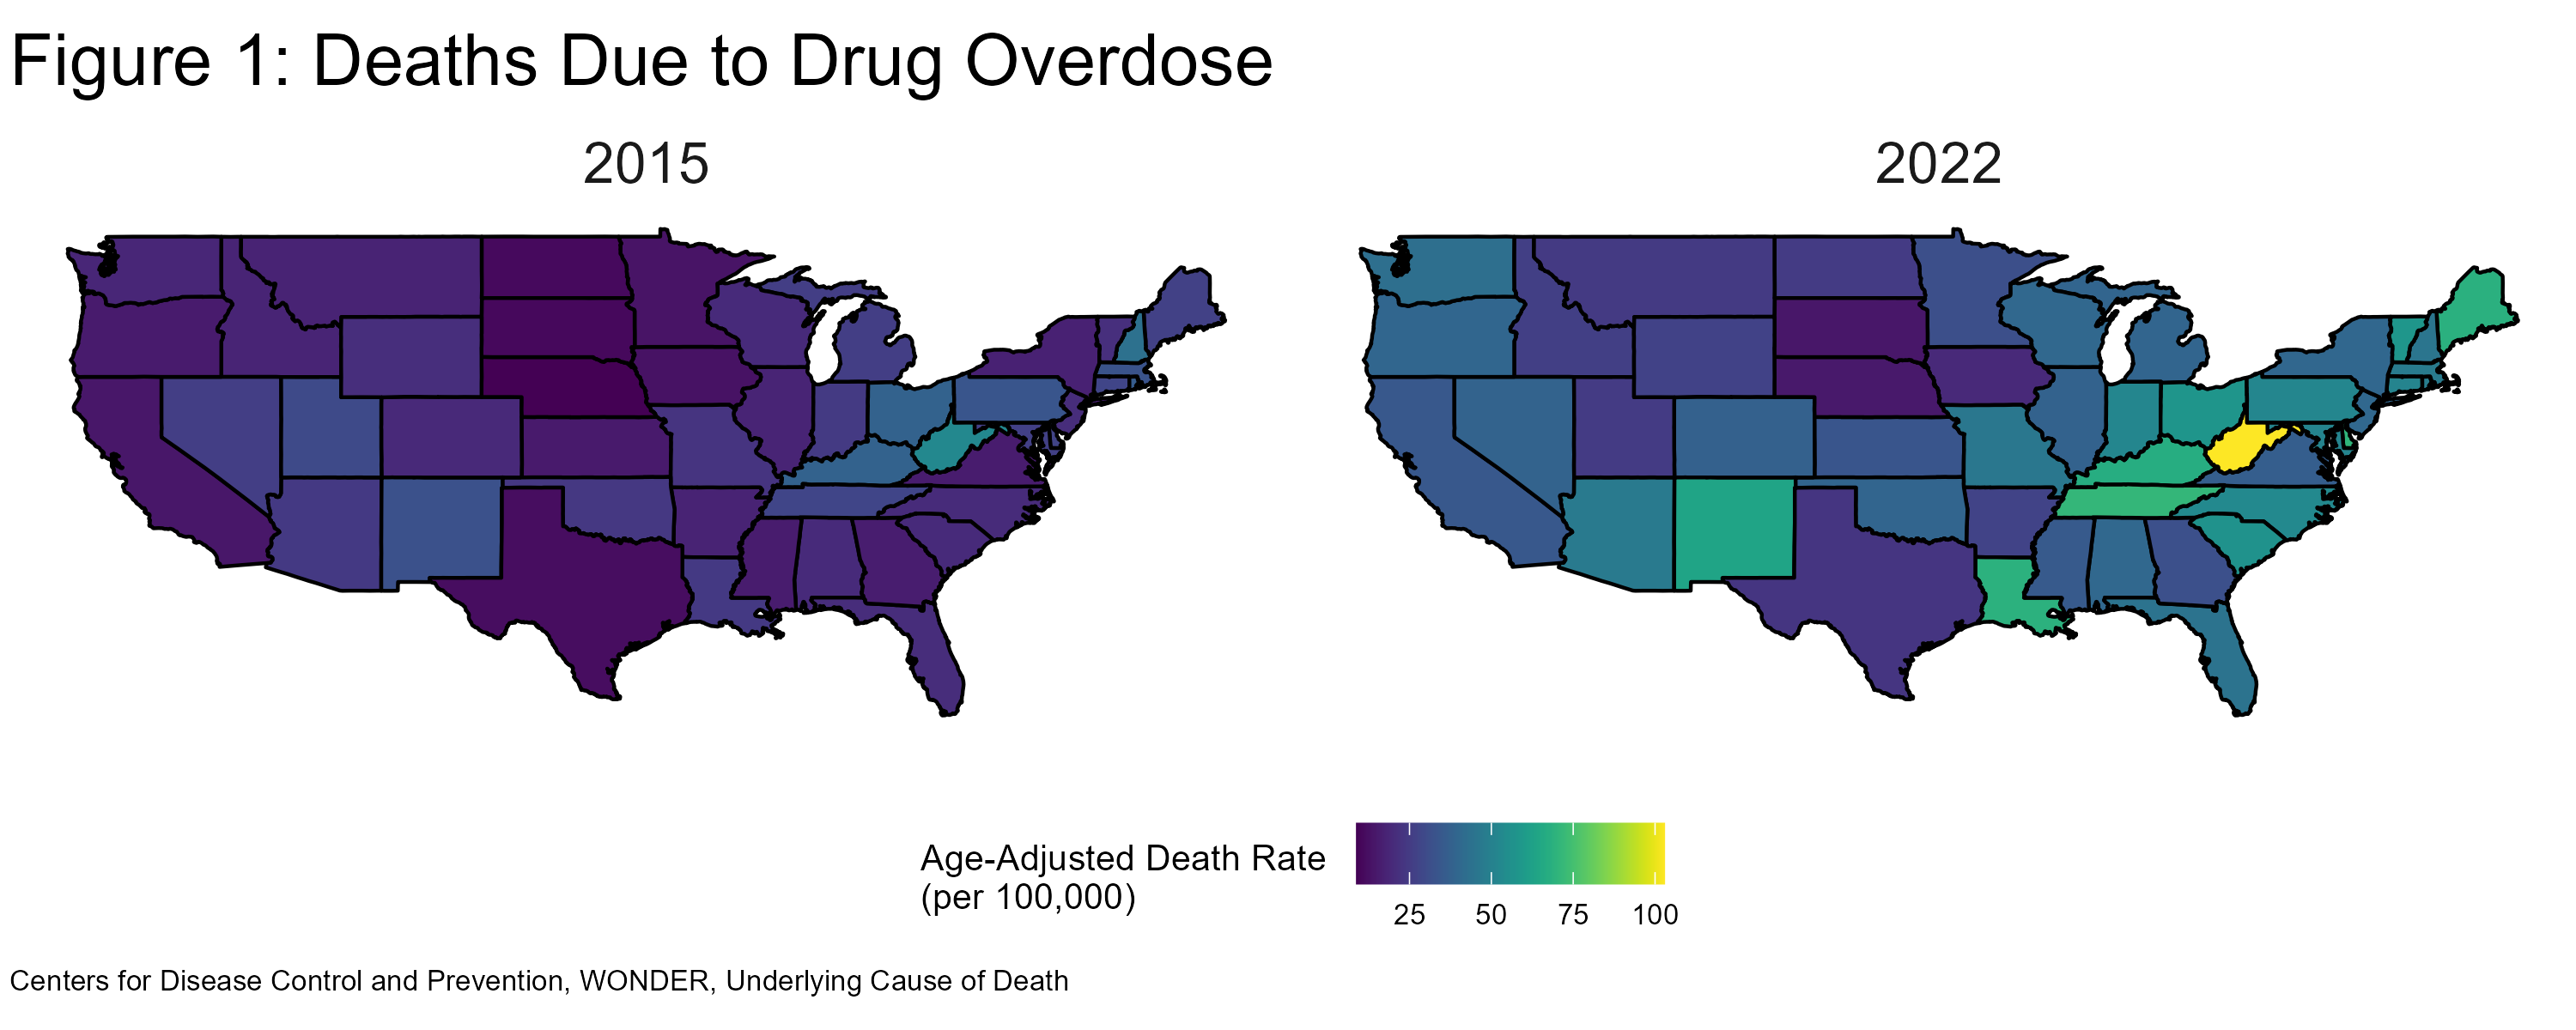 Figure 1: Deaths Due to Drug Overdose
2015
2022
Age-Adjusted Death Rate
(per 100,000)
25 50 75 100
Centers for Disease Control and Prevention, WONDER, Underlying Cause of Death